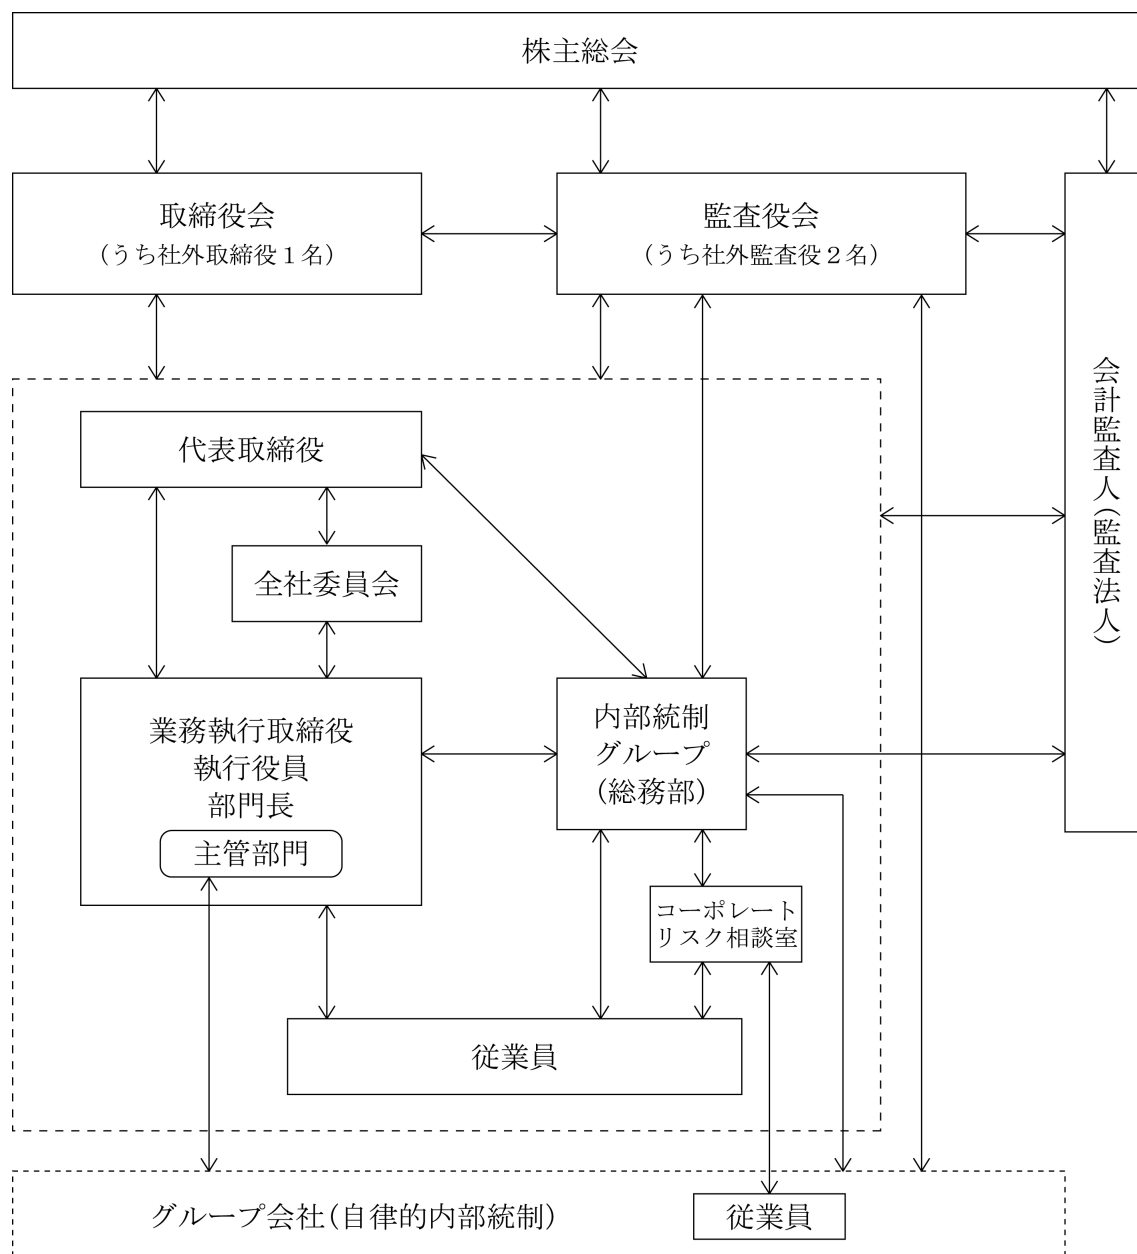 株主総会
取締役会
(うち社外取締役１名)
監査役会
(うち社外監査役２名)
会計監査人(監査法人)
代表取締役
全社委員会
業務執行取締役
執行役員
部門長
主管部門
内部統制
グループ
(総務部)
コーポレート
リスク相談室
従業員
グループ会社(自律的内部統制)
従業員